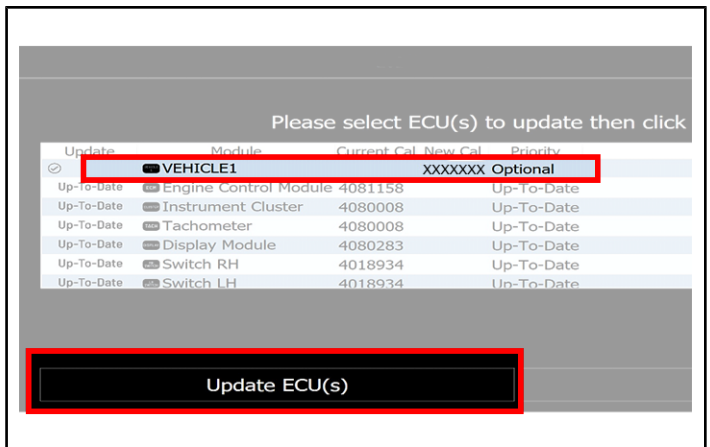 Please select ECU(s) to update then click
Update Module Current Cal New Cal Priority
VEHICLE1 XXXXXXX Optional
Up-To-Date Engine Control Module 4081158 Up-To-Date
Up-To-Date Instrument Cluster 4080008 Up-To-Date
Up-To-Date Tachometer 4080008 Up-To-Date
Up-To-Date Display Module 4080283 Up-To-Date
Up-To-Date Switch RH 4018934 Up-To-Date
Up-To-Date Switch LH 4018934 Up-To-Date
Update ECU(s)